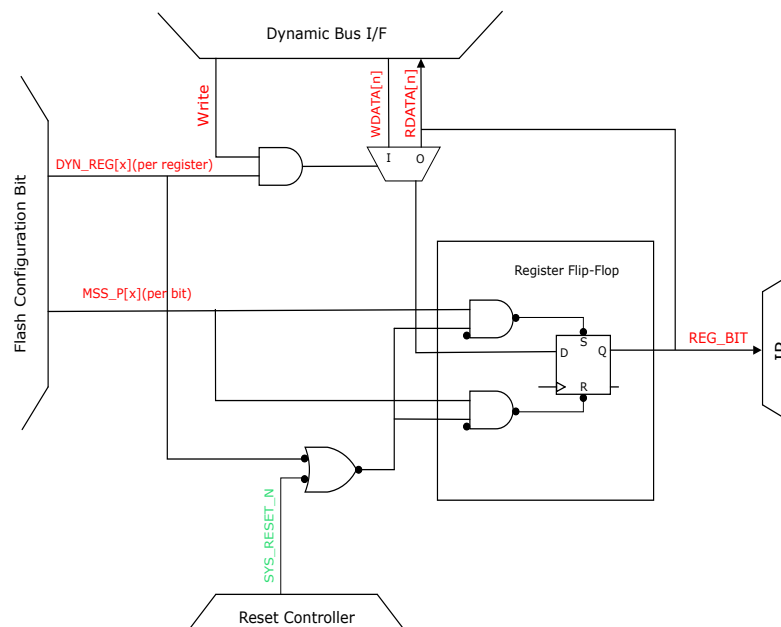 Dynamic Bus I/F
Write
WDATA[n]
RDATA[n]
I
O
Flash Configuration Bit
DYN_REG[x](per register)
MSS_P[x](per bit)
Register Flip-Flop
S
D
Q
R
REG_BIT
SYS_RESET_N
Reset Controller